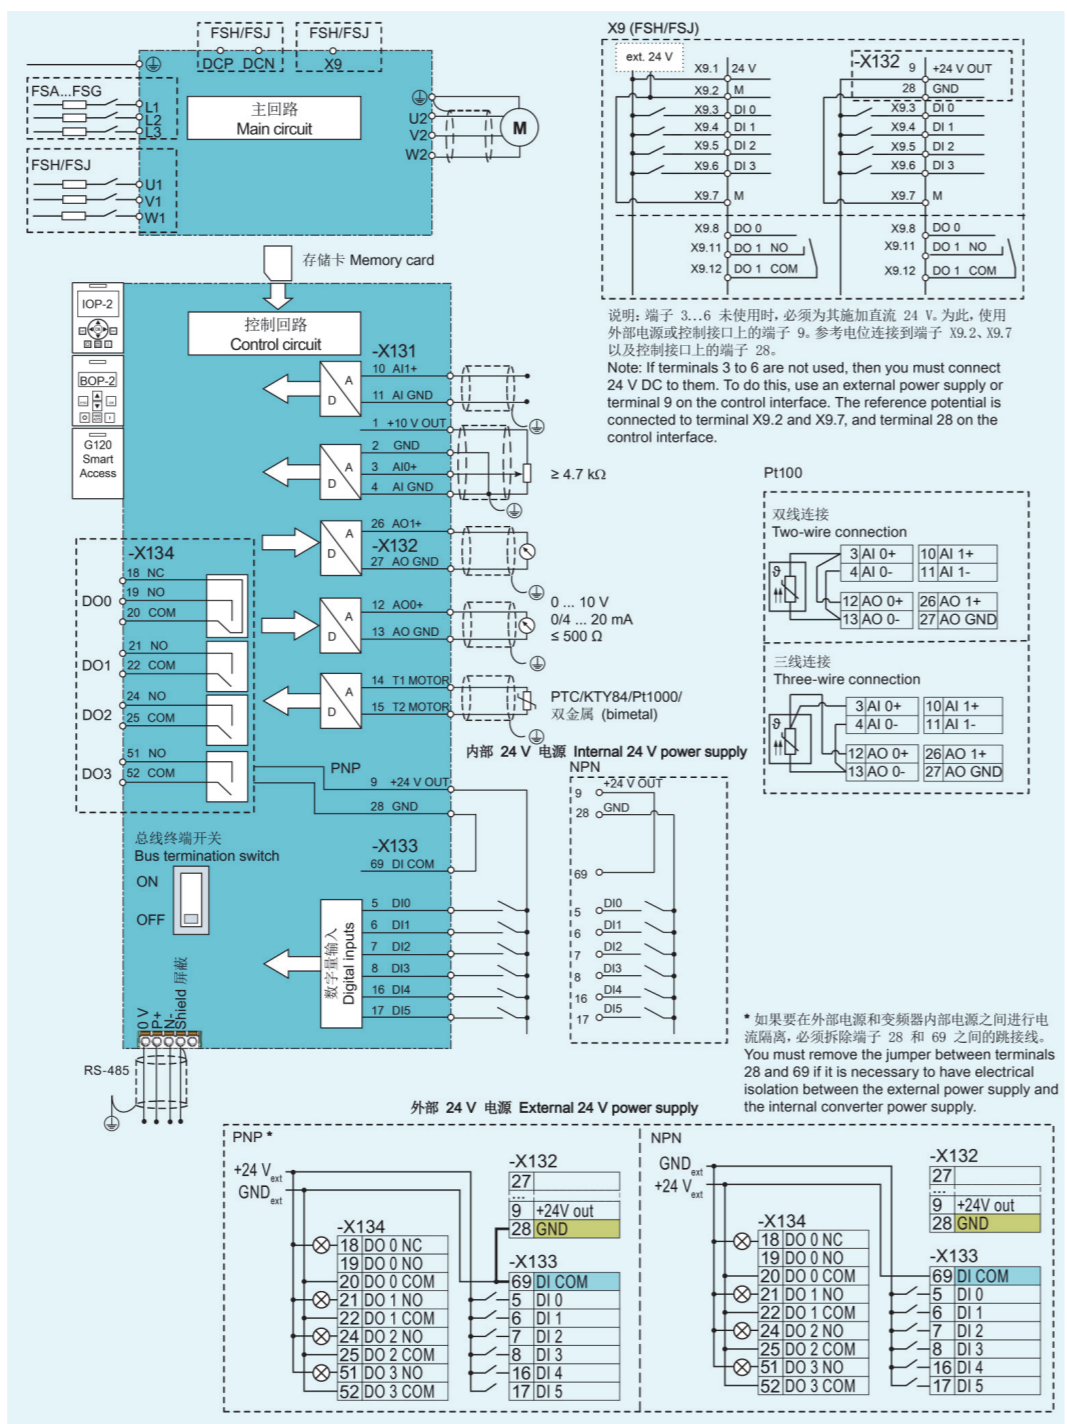 FSH/FSJ
FSH/FSJ
DCP DCN
X9
FSA...FSG
L1
L2
L3
主回路
Main circuit
U2
V2
W2
M
FSH/FSJ
U1
V1
W1
X9 (FSH/FSJ)
ext. 24 V
X9.1 24 V
X9.2 M
X9.3 DI 0
X9.4 DI 1
X9.5 DI 2
X9.6 DI 3
X9.7 M
X9.8 DO 0
X9.11 DO 1 NO
X9.12 DO 1 COM
-X132
9 +24 V OUT
28 GND
X9.3 DI 0
X9.4 DI 1
X9.5 DI 2
X9.6 DI 3
X9.7 M
X9.8 DO 0
X9.11 DO 1 NO
X9.12 DO 1 COM
说明: 端子 3...6 未使用时, 必须为其施加直流 24 V。为此, 使用
外部电源或控制接口上的端子 9。参考电位连接到端子 X9.2、X9.7
以及控制接口上的端子 28。
Note: If terminals 3 to 6 are not used, then you must connect
24 V DC to them. To do this, use an external power supply or
terminal 9 on the control interface. The reference potential is
connected to terminal X9.2 and X9.7, and terminal 28 on the
control interface.
存储卡 Memory card
IOP-2
BOP-2
G120
Smart
Access
控制回路
Control circuit
-X131
A
D
10 AI1+
11 AI GND
1 +10 V OUT
A
D
2 GND
3 AI0+
4 AI GND
≥ 4.7 kΩ
A
D
26 AO1+
-X132
27 AO GND
A
D
12 AO0+
13 AO GND
0 ... 10 V
0/4 ... 20 mA
≤ 500 Ω
A
D
14 T1 MOTOR
15 T2 MOTOR
PTC/KTY84/Pt1000/
双金属 (bimetal)
-X134
DO0
18 NC
19 NO
20 COM
DO1
21 NO
22 COM
DO2
24 NO
25 COM
DO3
51 NO
52 COM
内部 24 V 电源 Internal 24 V power supply
PNP
9 +24 V OUT
28 GND
-X133
69 DI COM
数字量输入
Digital inputs
5 DI0
6 DI1
7 DI2
8 DI3
16 DI4
17 DI5
NPN
9 +24 V OUT
28 GND
69
5 DI0
6 DI1
7 DI2
8 DI3
16 DI4
17 DI5
总线终端开关
Bus termination switch
ON
OFF
0 V
P+
N-
Shield 屏蔽
RS-485
Pt100
双线连接
Two-wire connection
ϑ
3 AI 0+ 10 AI 1+
4 AI 0- 11 AI 1-
12 AO 0+ 26 AO 1+
13 AO 0- 27 AO GND
三线连接
Three-wire connection
ϑ
3 AI 0+ 10 AI 1+
4 AI 0- 11 AI 1-
12 AO 0+ 26 AO 1+
13 AO 0- 27 AO GND
* 如果要在外部电源和变频器内部电源之间进行电
流隔离, 必须拆除端子 28 和 69 之间的跳接线。
You must remove the jumper between terminals
28 and 69 if it is necessary to have electrical
isolation between the external power supply and
the internal converter power supply.
外部 24 V 电源 External 24 V power supply
PNP *
+24 Vext
GNDext
-X134
18 DO 0 NC
19 DO 0 NO
20 DO 0 COM
21 DO 1 NO
22 DO 1 COM
24 DO 2 NO
25 DO 2 COM
51 DO 3 NO
52 DO 3 COM
-X132
27
...
9 +24V out
28 GND
-X133
69 DI COM
5 DI 0
6 DI 1
7 DI 2
8 DI 3
16 DI 4
17 DI 5
NPN
GNDext
+24 Vext
-X134
18 DO 0 NC
19 DO 0 NO
20 DO 0 COM
21 DO 1 NO
22 DO 1 COM
24 DO 2 NO
25 DO 2 COM
51 DO 3 NO
52 DO 3 COM
-X132
27
...
9 +24V out
28 GND
-X133
69 DI COM
5 DI 0
6 DI 1
7 DI 2
8 DI 3
16 DI 4
17 DI 5